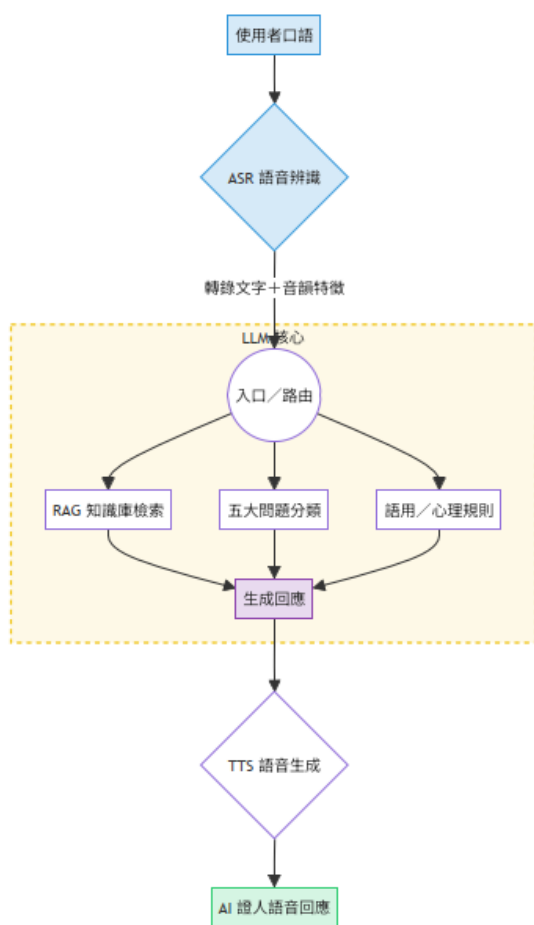 使用者口語
ASR 語音辨識
轉錄文字＋音韻特徵
LLM 核心
入口／路由
RAG 知識庫檢索
五大問題分類
語用／心理規則
生成回應
TTS 語音生成
AI 證人語音回應